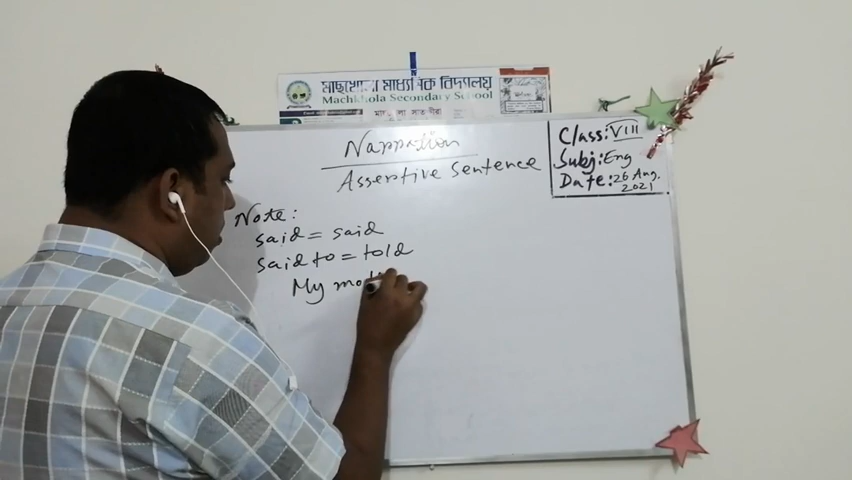 মাছখোলা মাধ্যমিক বিদ্যালয়
Machkhola Secondary School
Narration
Assertive Sentence
Class: VIII
Subj: Eng
Date: 26 Aug.
2021
Note:
said = said
said to = told
My mo